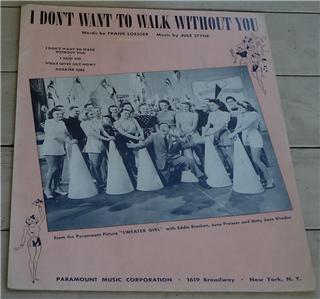 I DON'T WANT TO WALK WITHOUT YOU
Words by FRANK LOESSER Music by JULE STYNE
I DON'T WANT TO WALK
WITHOUT YOU
I SAID NO
WHAT GIVES OUT NOW?
SWEATER GIRL
From the Paramount Picture "SWEATER GIRL" with Eddie Bracken, June Preisser and Betty Jane Rhodes
PARAMOUNT MUSIC CORPORATION • 1619 Broadway • New York, N. Y.